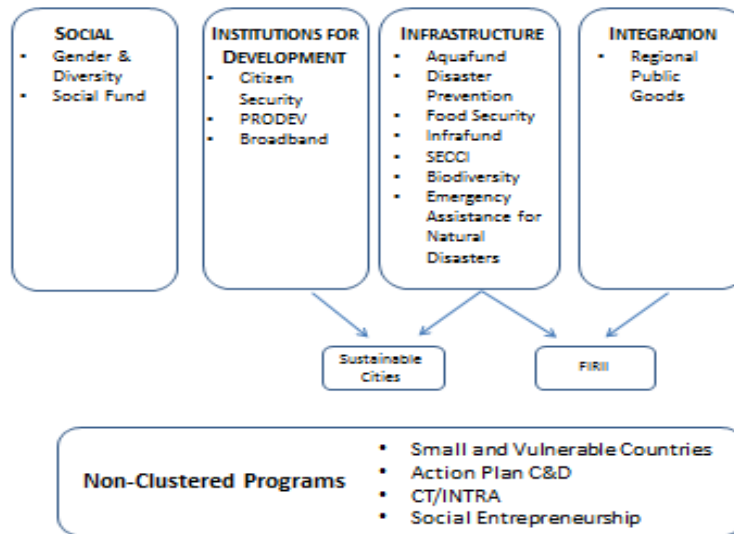 SOCIAL
• Gender &
Diversity
• Social Fund
INSTITUTIONS FOR
DEVELOPMENT
• Citizen
Security
• PRODEV
• Broadband
INFRASTRUCTURE
• Aquafund
• Disaster
Prevention
• Food Security
• Infrafund
• SECCI
• Biodiversity
• Emergency
Assistance for
Natural
Disasters
INTEGRATION
• Regional
Public
Goods
Sustainable
Cities
FIRII
Non-Clustered Programs
• Small and Vulnerable Countries
• Action Plan C&D
• CT/INTRA
• Social Entrepreneurship